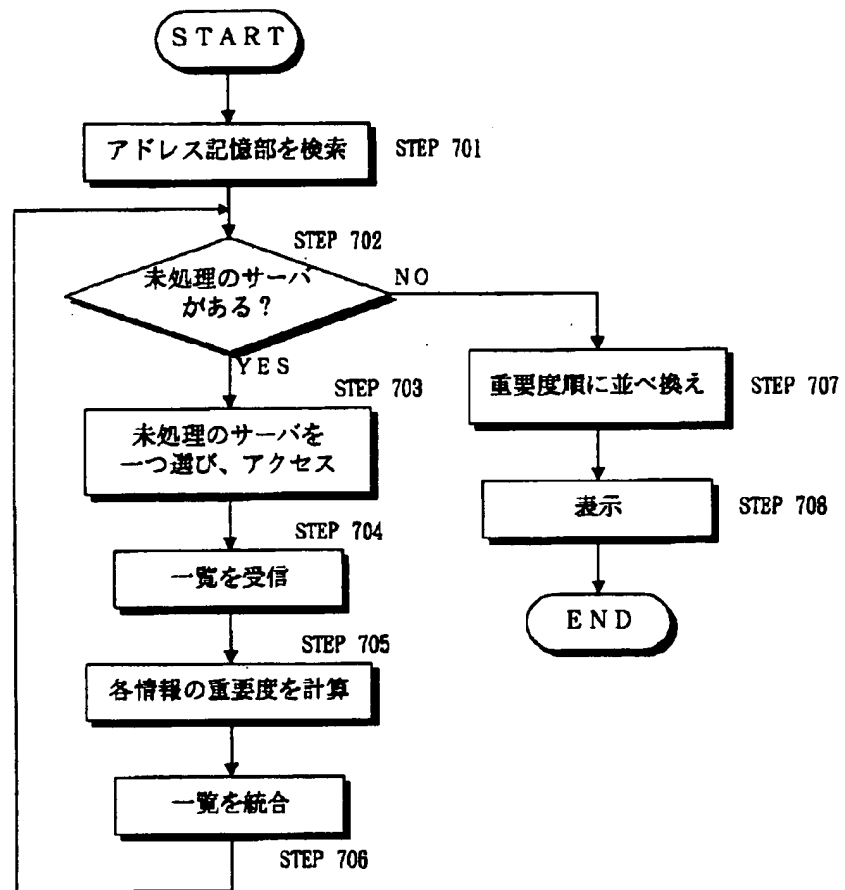 START
アドレス記憶部を検索
STEP 701
STEP 702
未処理のサーバ
がある?
NO
YES
STEP 703
未処理のサーバを
一つ選び、アクセス
STEP 704
一覧を受信
STEP 705
各情報の重要度を計算
一覧を統合
STEP 706
重要度順に並べ換え
STEP 707
表示
STEP 708
END